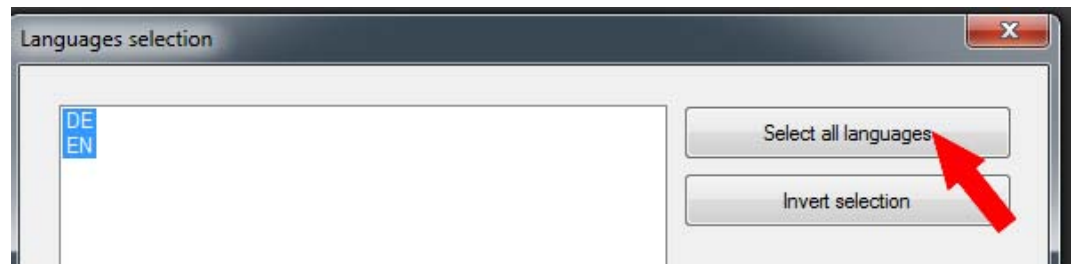 Languages selection
DE
EN
Select all languages
Invert selection